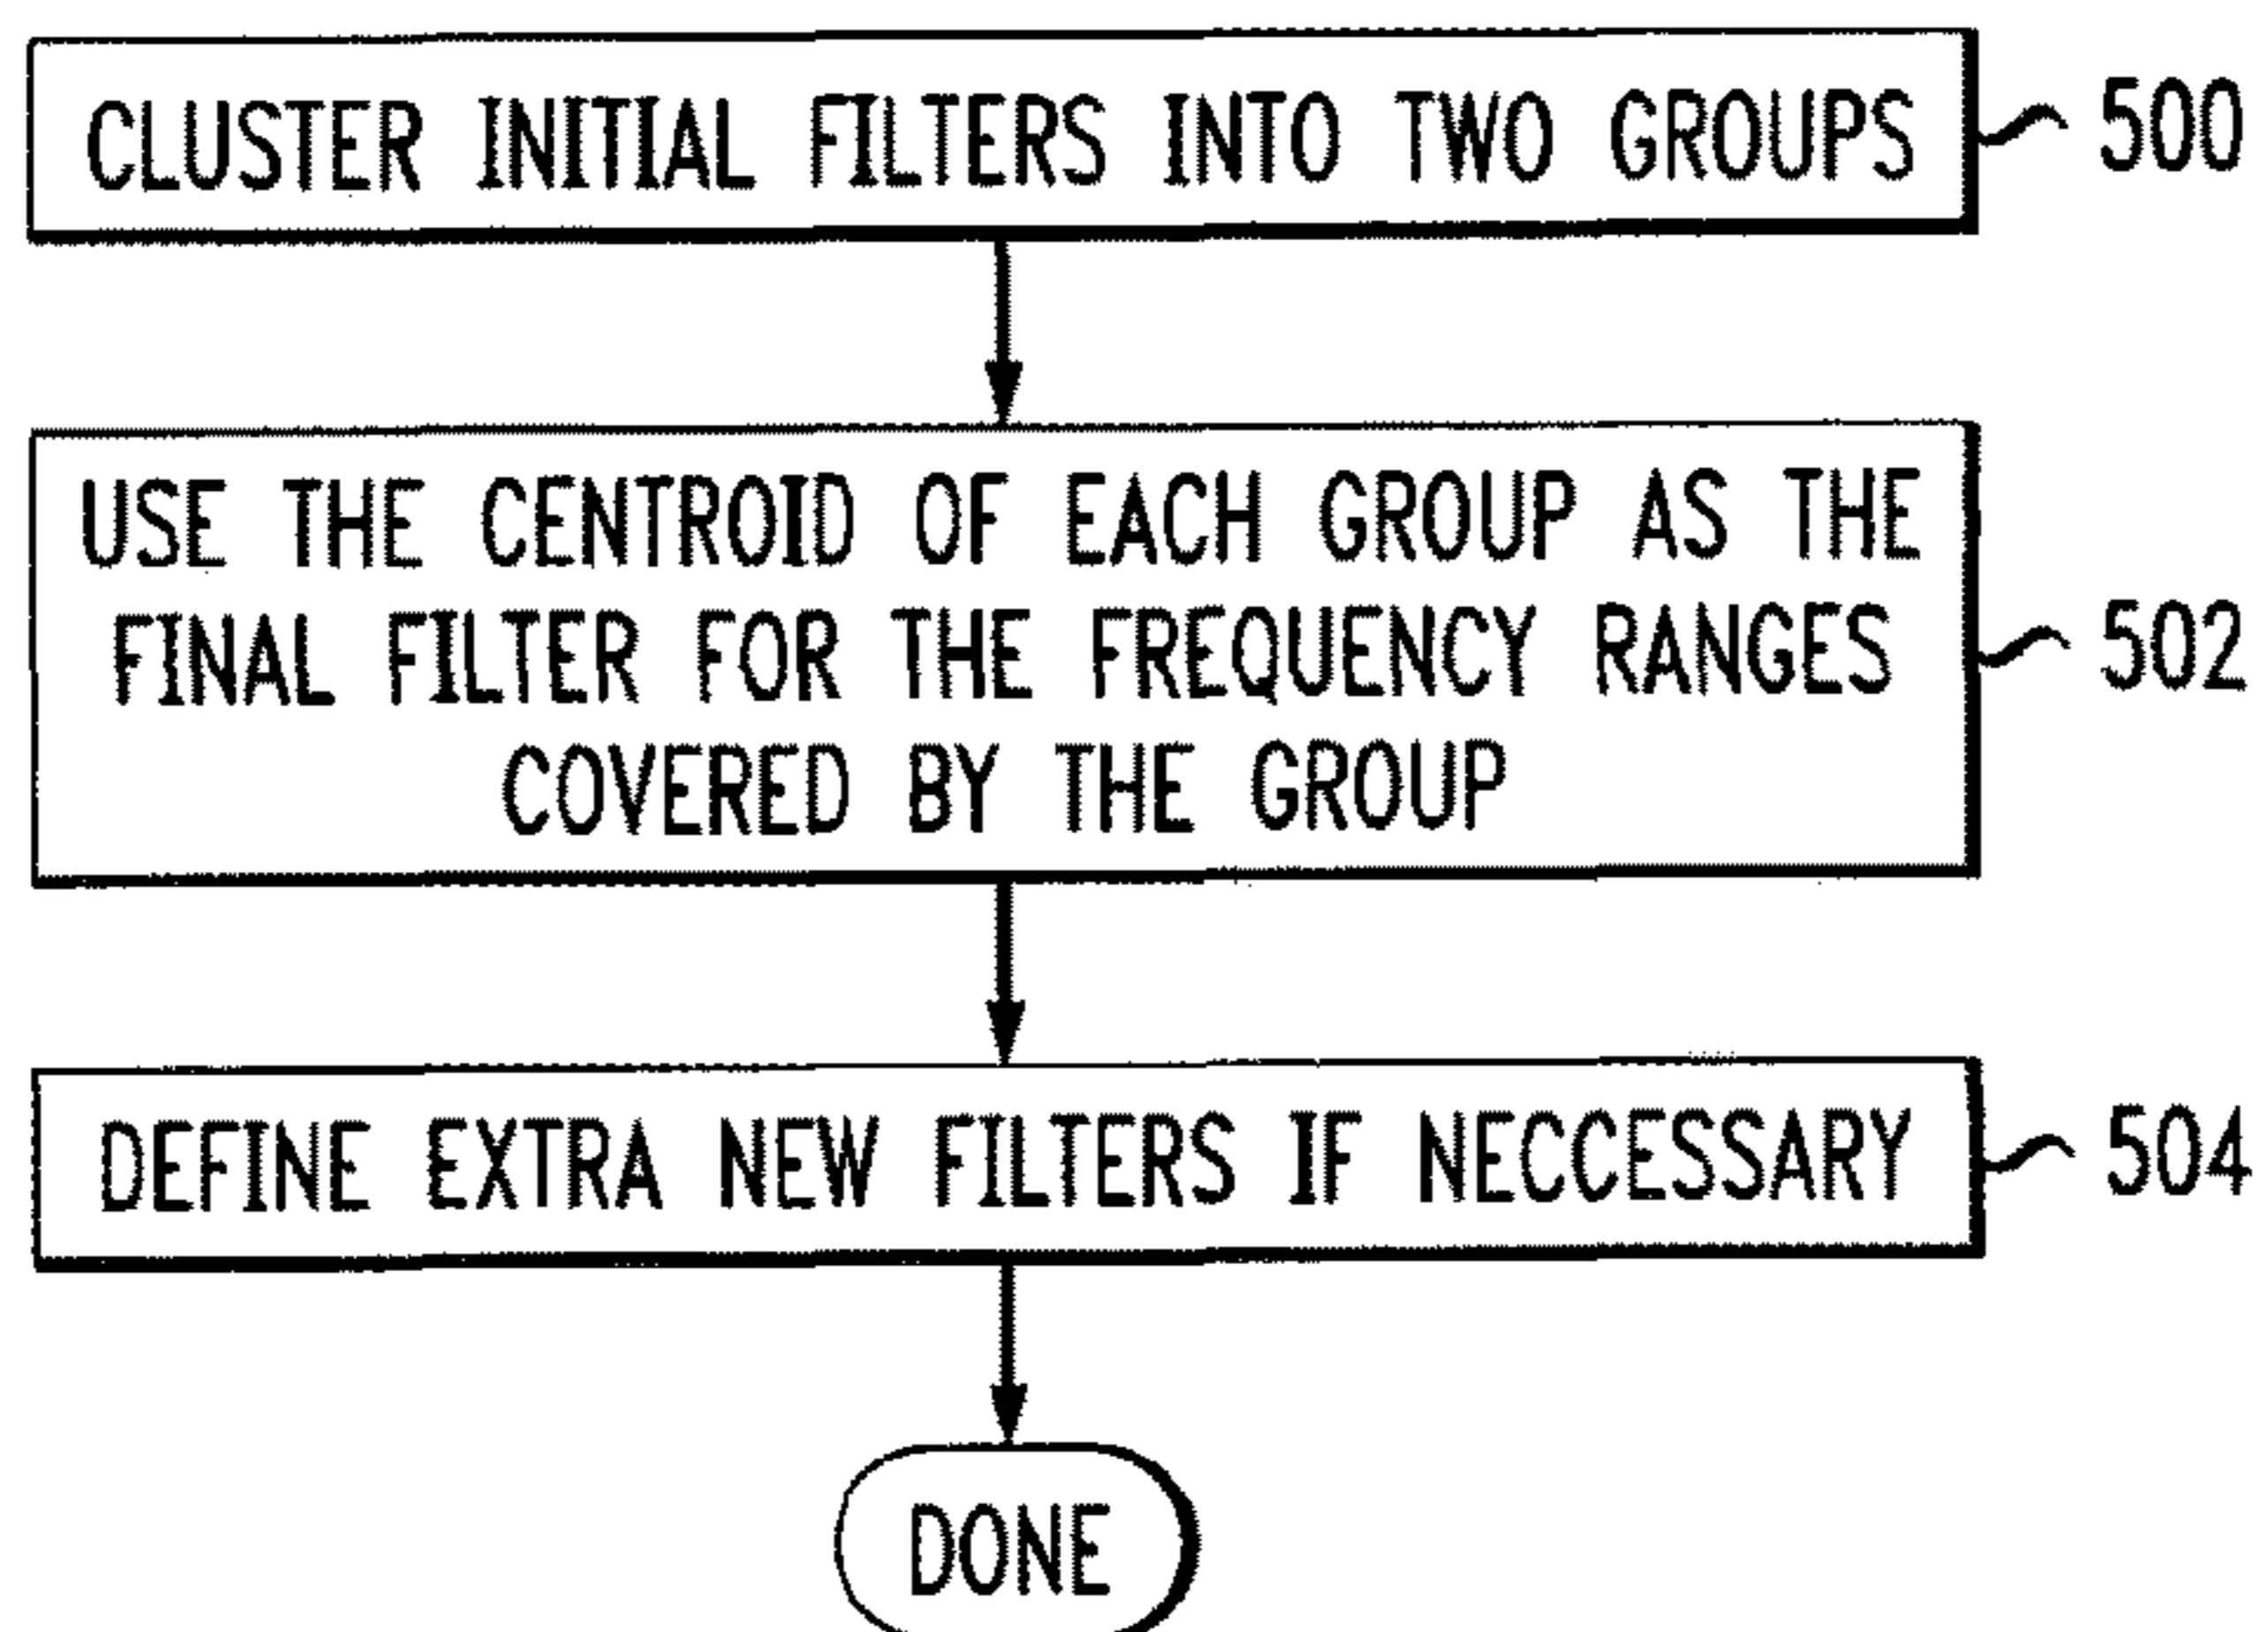 CLUSTER INITIAL FILTERS INTO TWO GROUPS
500
USE THE CENTROID OF EACH GROUP AS THE
FINAL FILTER FOR THE FREQUENCY RANGES
COVERED BY THE GROUP
502
DEFINE EXTRA NEW FILTERS IF NECCESSARY
504
DONE